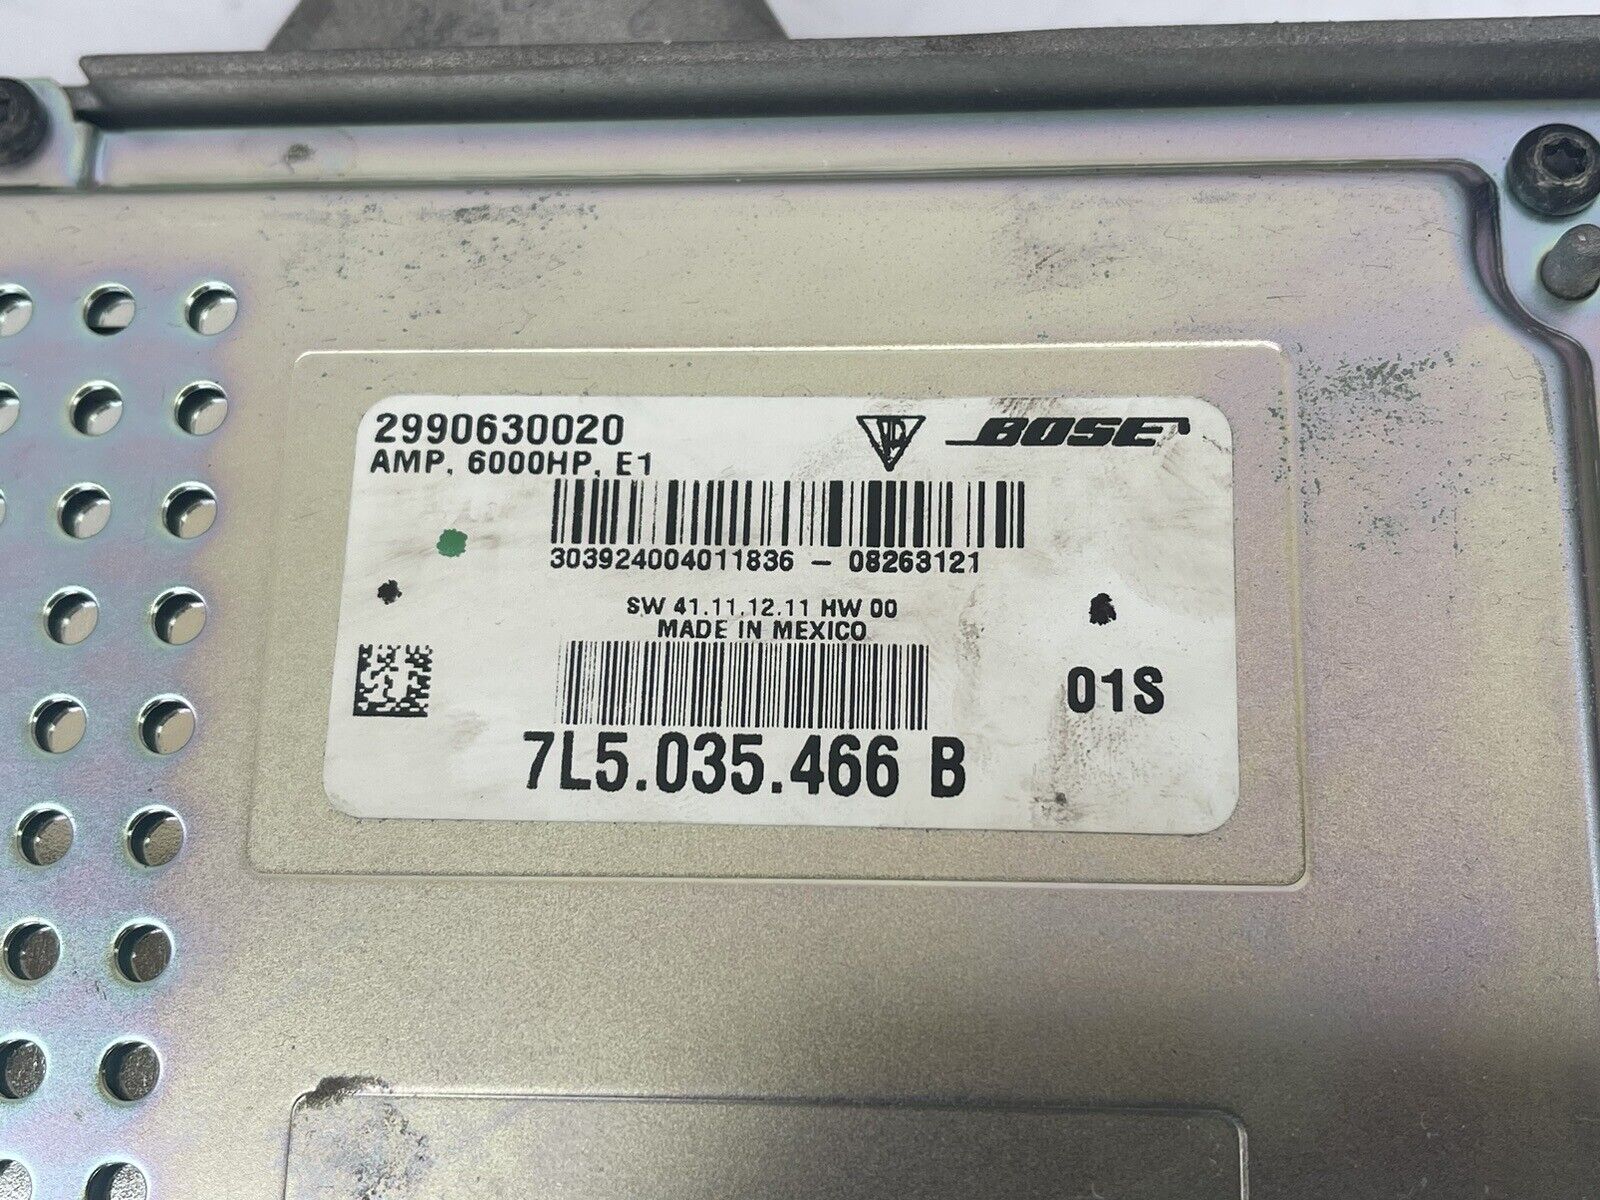 2990630020
AMP, 6000HP, E1
BOSE
303924004011836 - 08263121
SW 41.11.12.11 HW 00
MADE IN MEXICO
01S
7L5.035.466 B